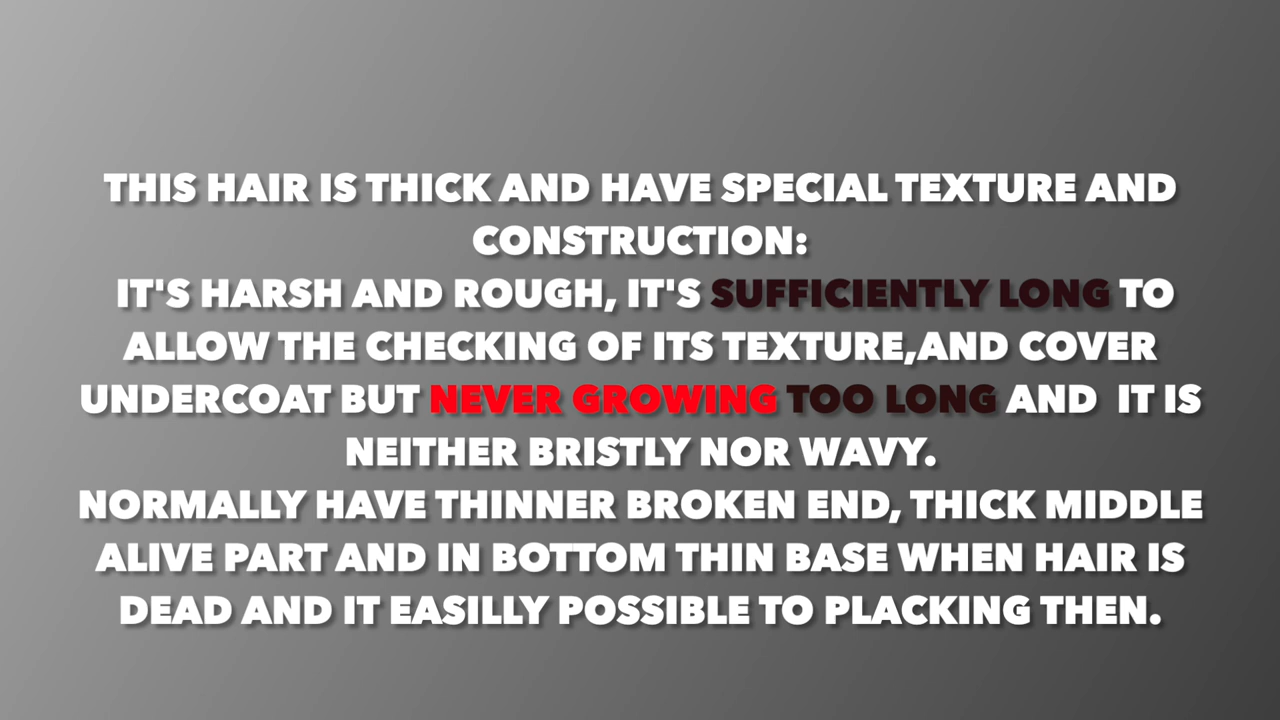 THIS HAIR IS THICK AND HAVE SPECIAL TEXTURE AND
CONSTRUCTION:
IT'S HARSH AND ROUGH, IT'S SUFFICIENTLY LONG TO
ALLOW THE CHECKING OF ITS TEXTURE,AND COVER
UNDERCOAT BUT NEVER GROWING TOO LONG AND  IT IS
NEITHER BRISTLY NOR WAVY.
NORMALLY HAVE THINNER BROKEN END, THICK MIDDLE
ALIVE PART AND IN BOTTOM THIN BASE WHEN HAIR IS
DEAD AND IT EASILLY POSSIBLE TO PLACKING THEN.